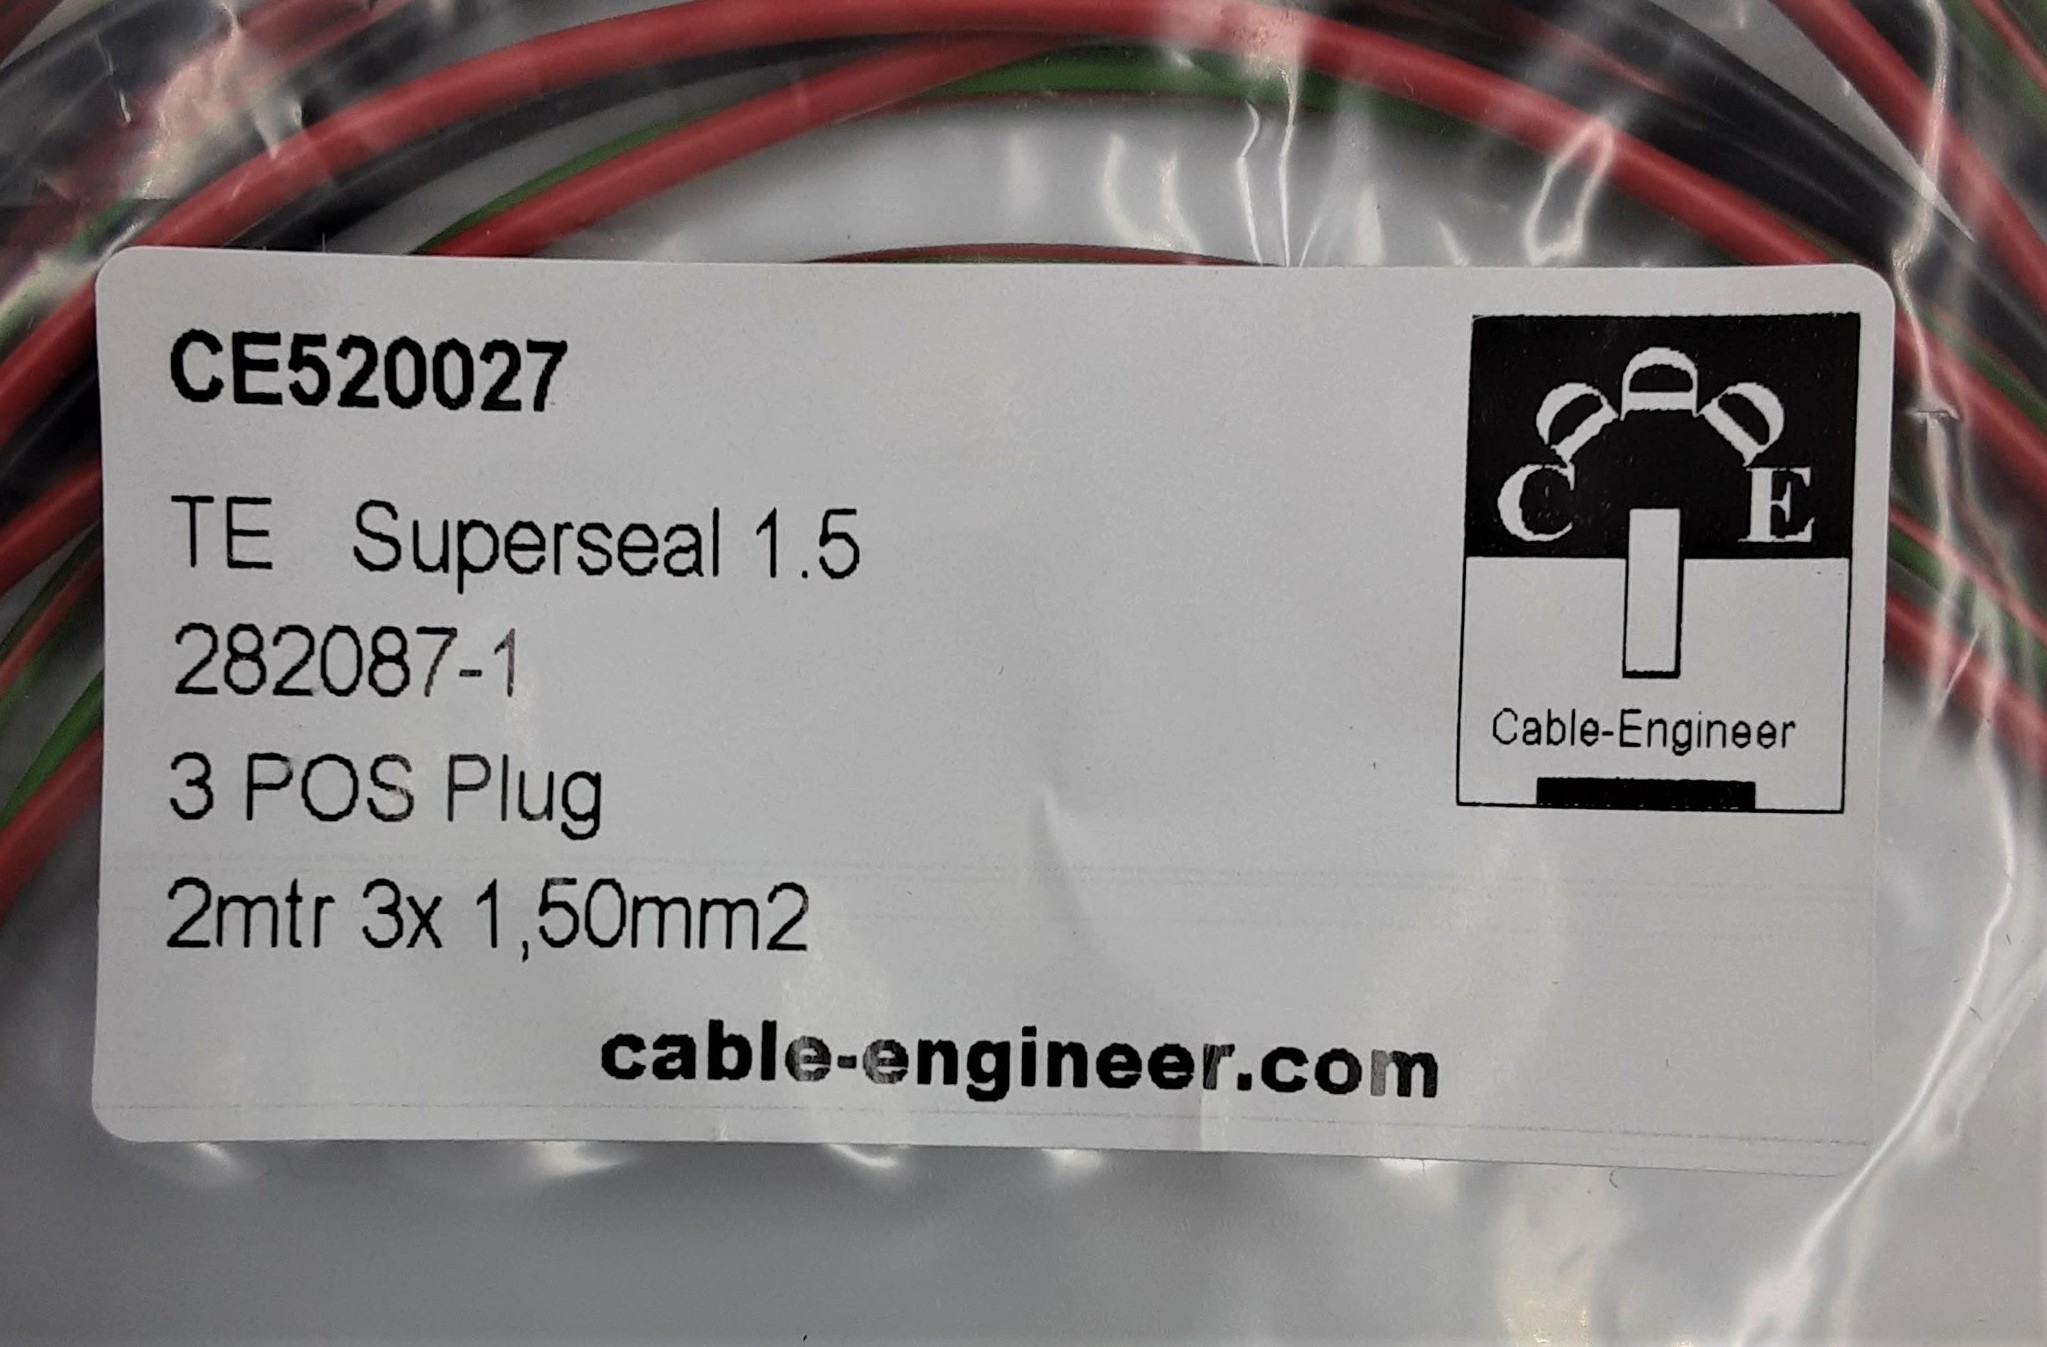 CE520027
TE Superseal 1.5
282087-1
3 POS Plug
2mtr 3x 1,50mm2
cable-engineer.com
C E
Cable-Engineer